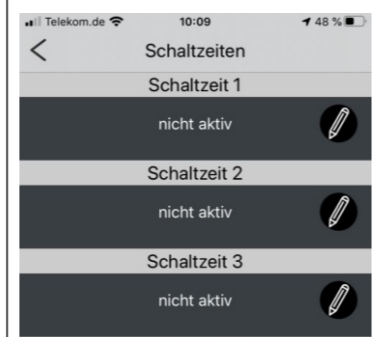 Telekom.de 10:09 48 %
Schaltzeiten
Schaltzeit 1
nicht aktiv
Schaltzeit 2
nicht aktiv
Schaltzeit 3
nicht aktiv